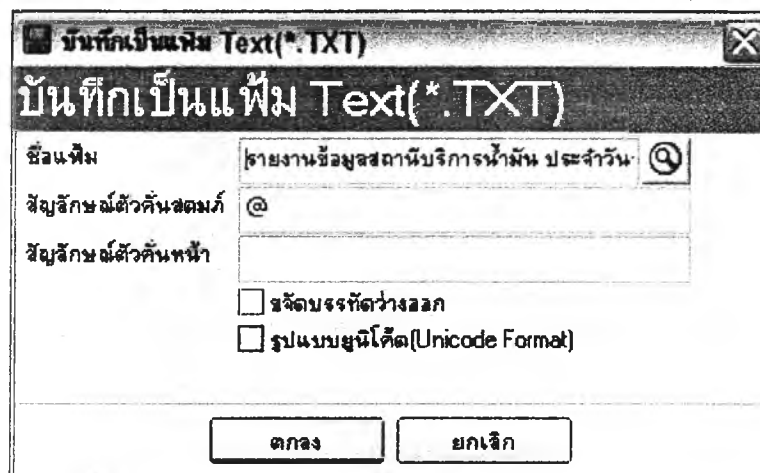 บันทึกเป็นแฟ้ม Text(*.TXT)
บันทึกเป็นแฟ้ม Text(*.TXT)
ชื่อแฟ้ม รายงานข้อมูลสถานีบริการน้ำมัน ประจำวัน
สัญลักษณ์ตัวคั่นสดมภ์ @
สัญลักษณ์ตัวคั่นหน้า
ขจัดบรรทัดว่างออก
รูปแบบยูนิโค๊ด(Unicode Format)
ตกลง ยกเลิก